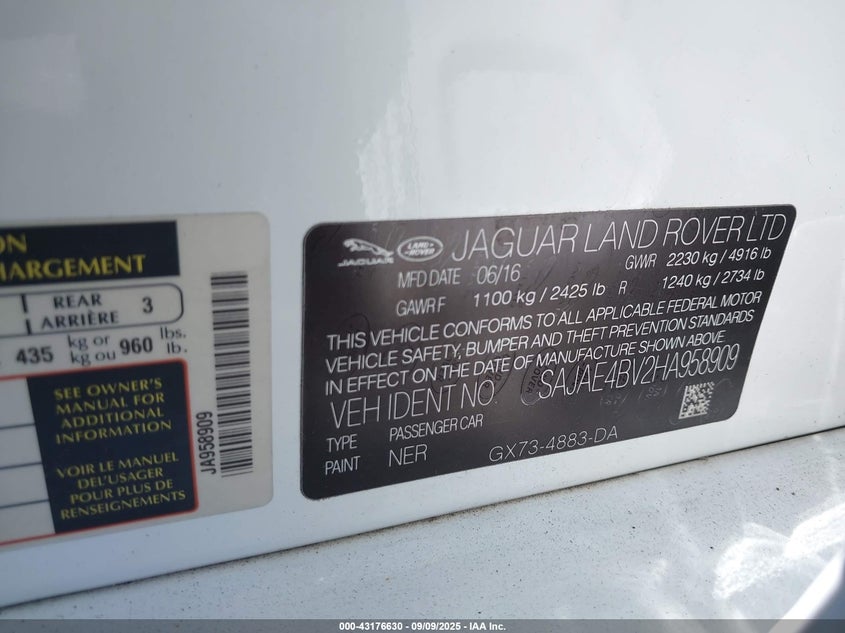 ON
HARGEMENT
REAR
ARRIÈRE 3
435 kg or
kg ou 960 lbs.
lb.
SEE OWNER'S
MANUAL FOR
ADDITIONAL
INFORMATION
VOIR LE MANUEL
DEL'USAGER
POUR PLUS DE
RENSEIGNEMENTS
JA958909
JAGUAR
LAND ROVER
JAGUAR LAND ROVER LTD
MFD DATE 06/16 GWR 2230 kg / 4916 lb
GAWR F 1100 kg / 2425 lb R 1240 kg / 2734 lb
THIS VEHICLE CONFORMS TO ALL APPLICABLE FEDERAL MOTOR
VEHICLE SAFETY, BUMPER AND THEFT PREVENTION STANDARDS
IN EFFECT ON THE DATE OF MANUFACTURE SHOWN ABOVE.
VEH IDENT NO. SAJAE4BV2HA958909
TYPE PASSENGER CAR
PAINT NER GX73-4883-DA
000-43176630 - 09/09/2025 - IAA Inc.